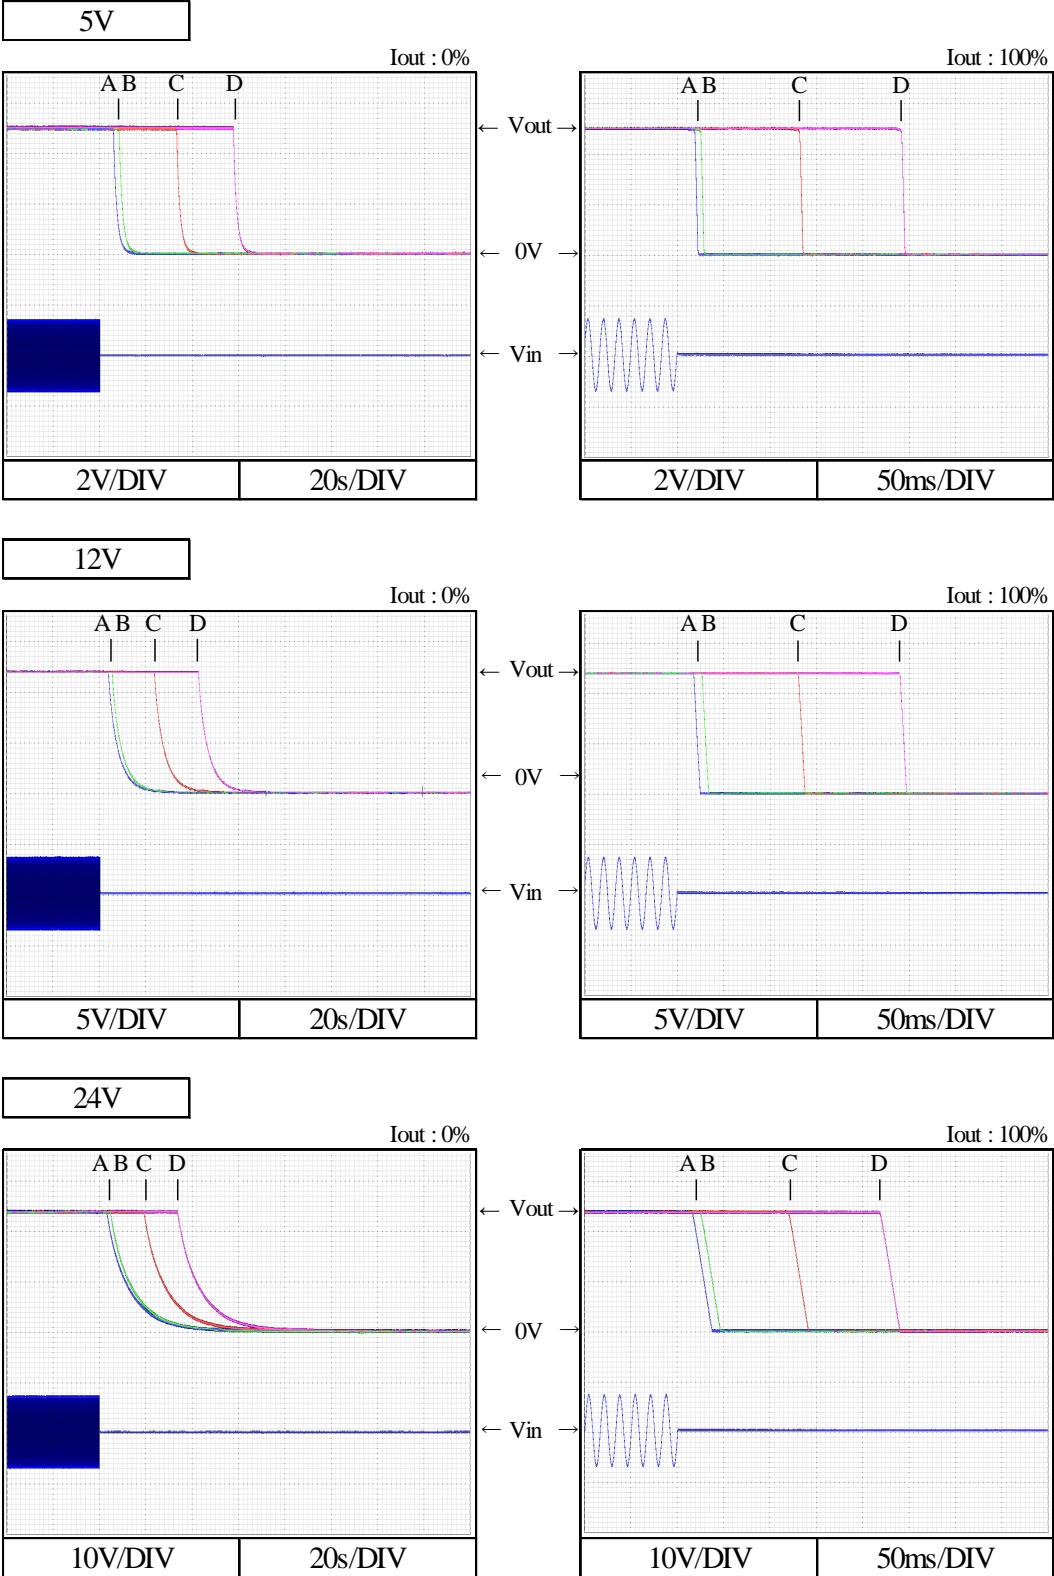 5V
Iout : 0% Iout : 100%
A B C D A B C D
← Vout →
← 0V →
← Vin →
2V/DIV 20s/DIV 2V/DIV 50ms/DIV
12V
Iout : 0% Iout : 100%
A B C D A B C D
← Vout →
← 0V →
← Vin →
5V/DIV 20s/DIV 5V/DIV 50ms/DIV
24V
Iout : 0% Iout : 100%
A B C D A B C D
← Vout →
← 0V →
← Vin →
10V/DIV 20s/DIV 10V/DIV 50ms/DIV